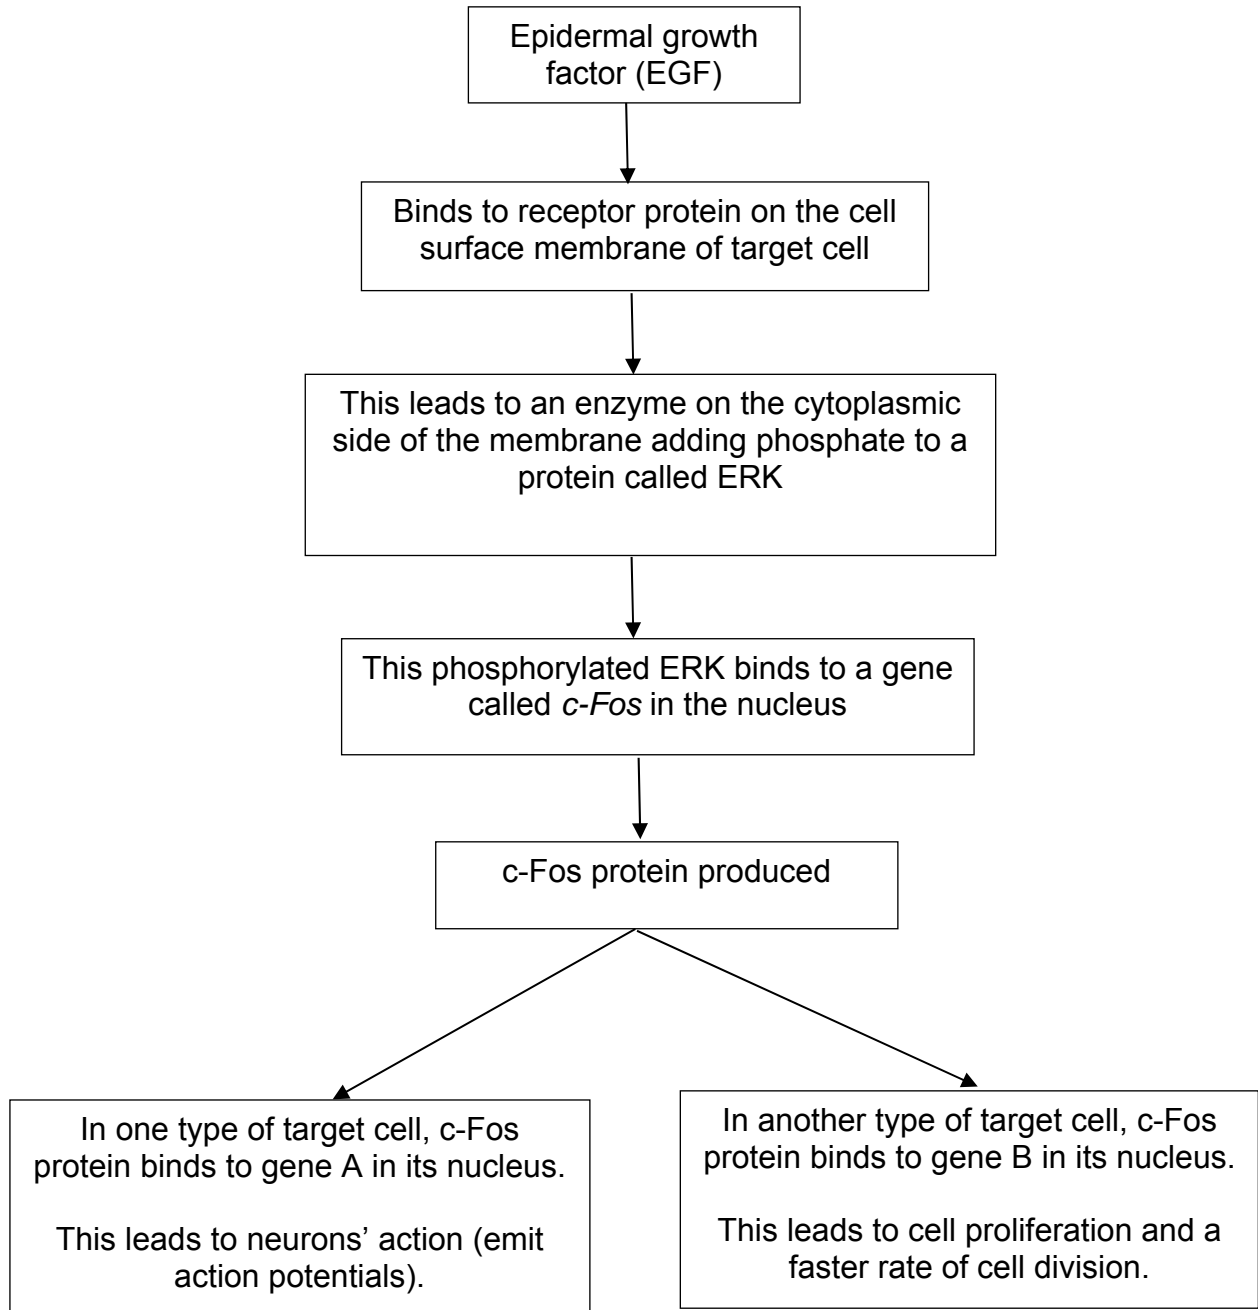 Epidermal growth
factor (EGF)
Binds to receptor protein on the cell
surface membrane of target cell
This leads to an enzyme on the cytoplasmic
side of the membrane adding phosphate to a
protein called ERK
This phosphorylated ERK binds to a gene
called c-Fos in the nucleus
c-Fos protein produced
In one type of target cell, c-Fos
protein binds to gene A in its nucleus.
This leads to neurons’ action (emit
action potentials).
In another type of target cell, c-Fos
protein binds to gene B in its nucleus.
This leads to cell proliferation and a
faster rate of cell division.